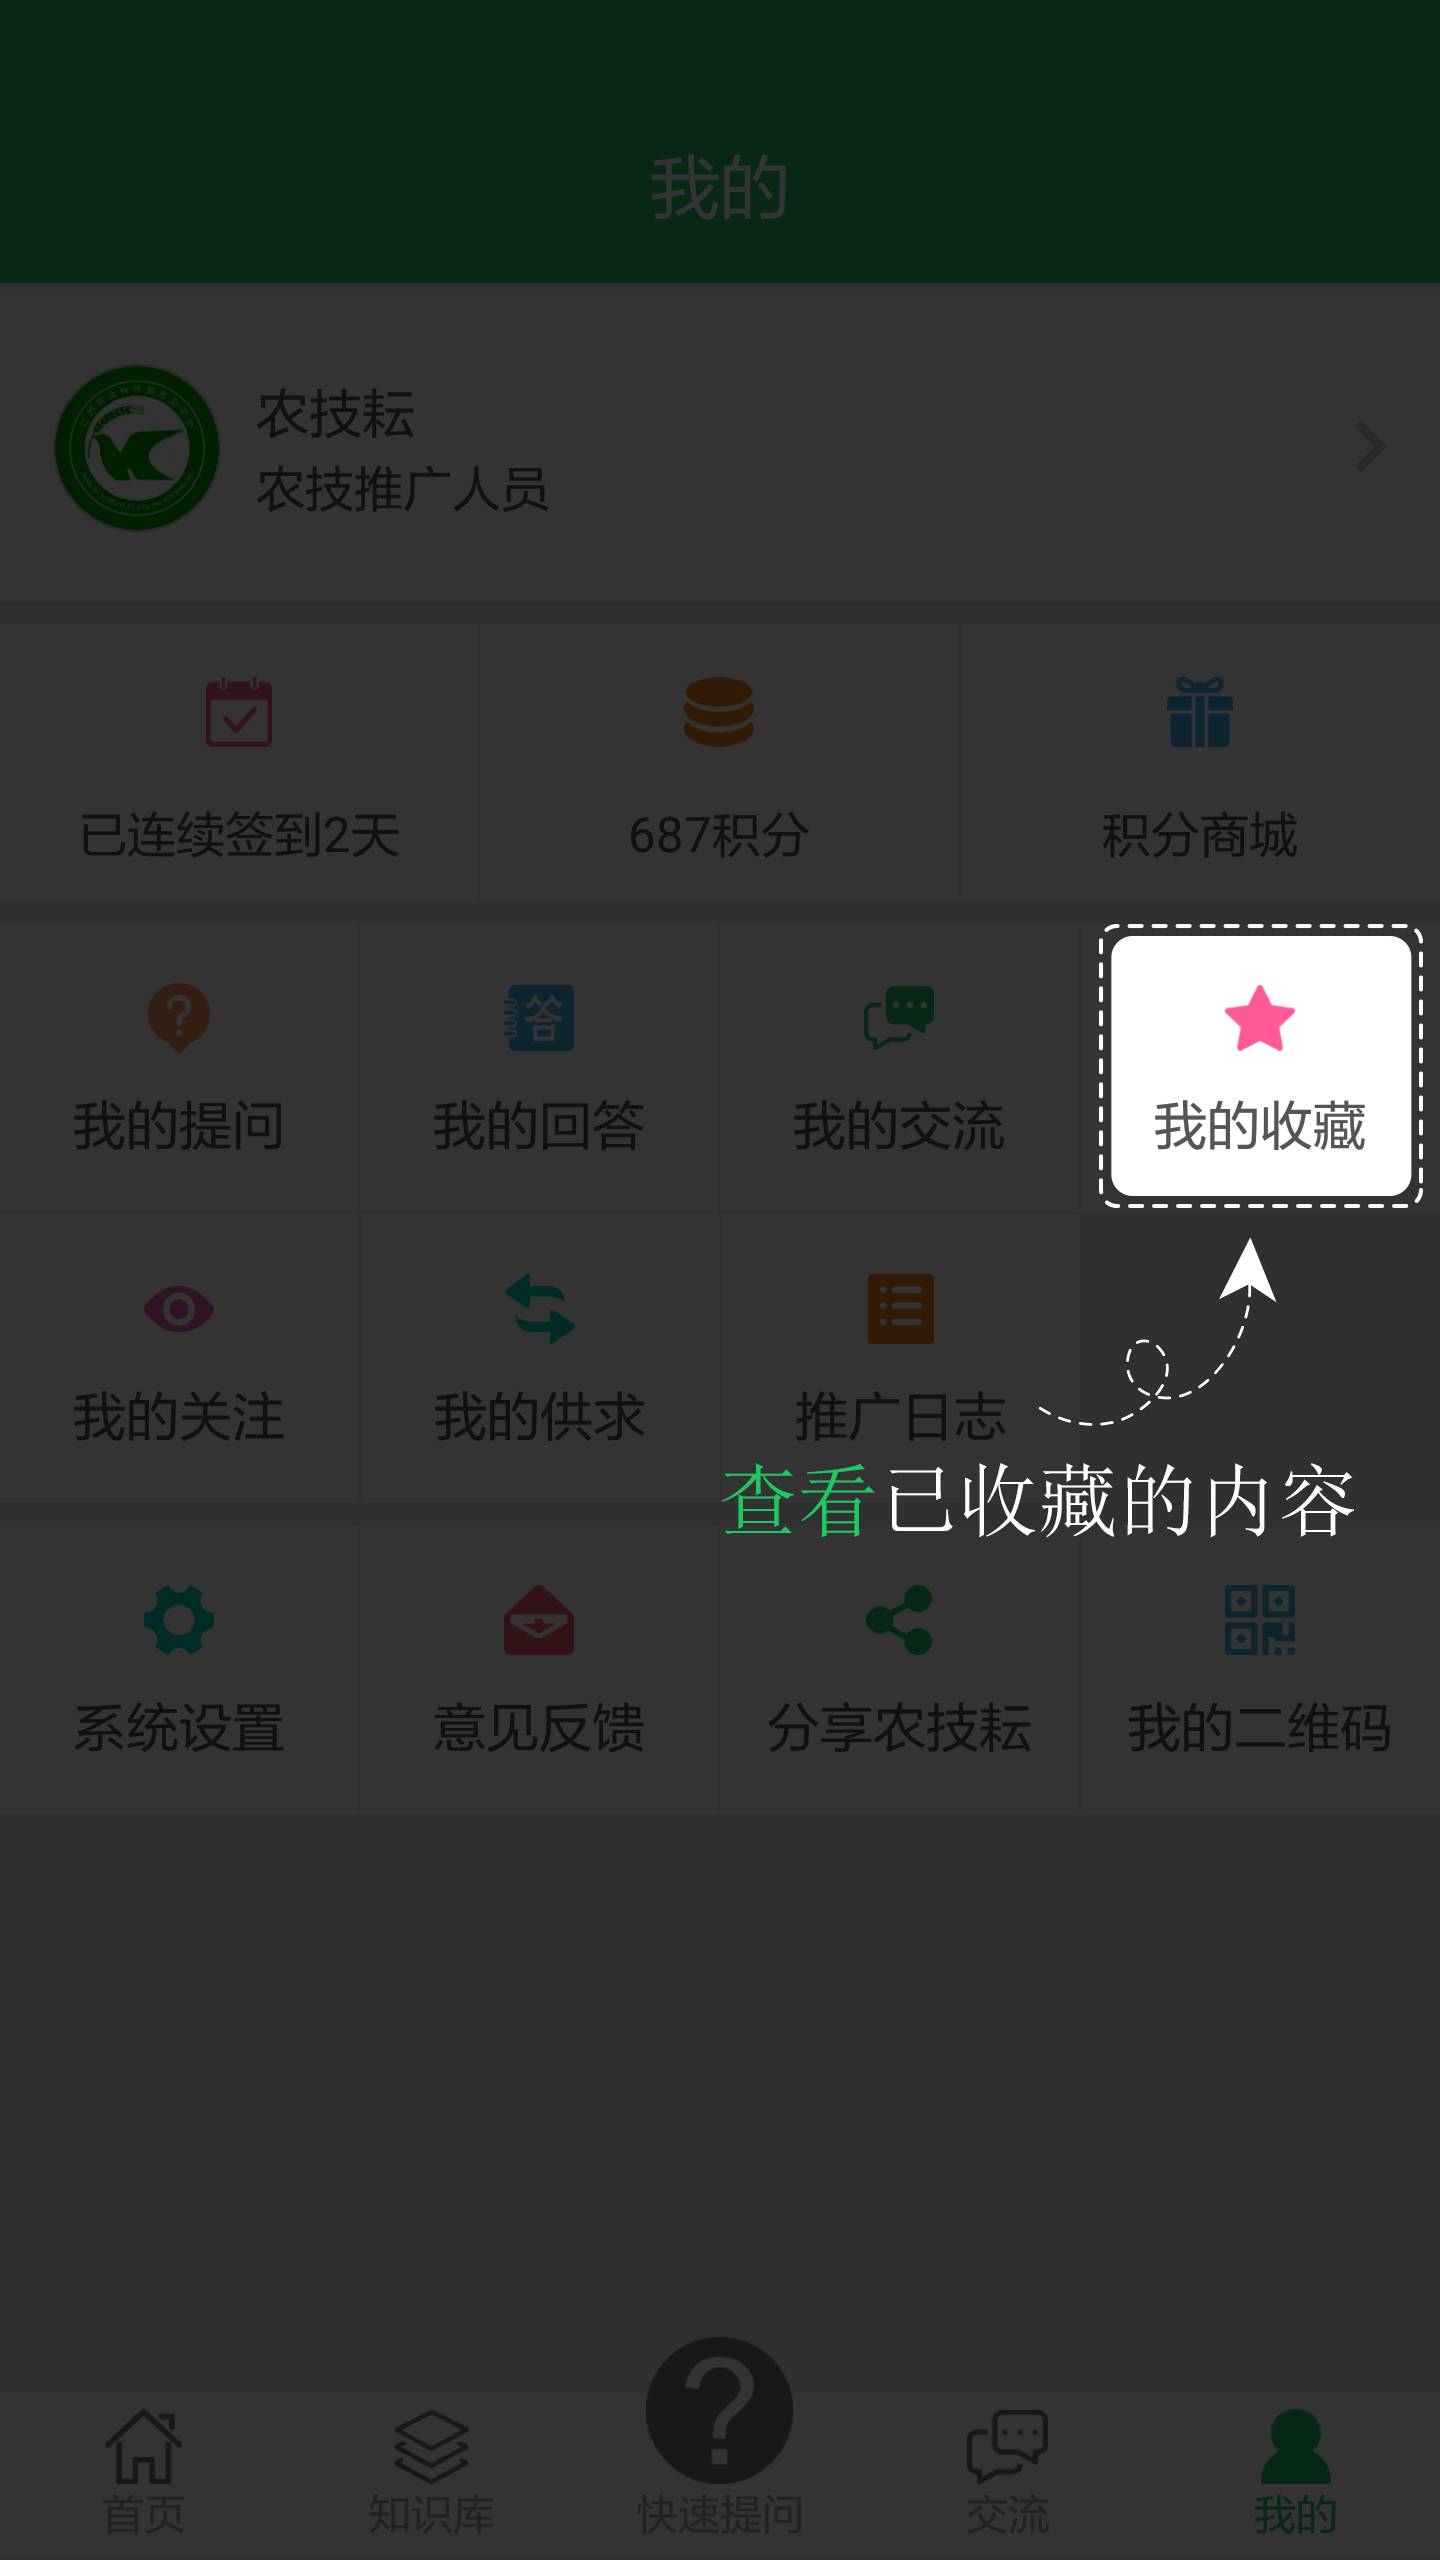 我的
农技耘
农技推广人员
已连续签到2天
687积分
积分商城
我的提问
答
我的回答
我的交流
我的收藏
我的关注
我的供求
推广日志
查看已收藏的内容
系统设置
意见反馈
分享农技耘
我的二维码
首页
知识库
快速提问
交流
我的